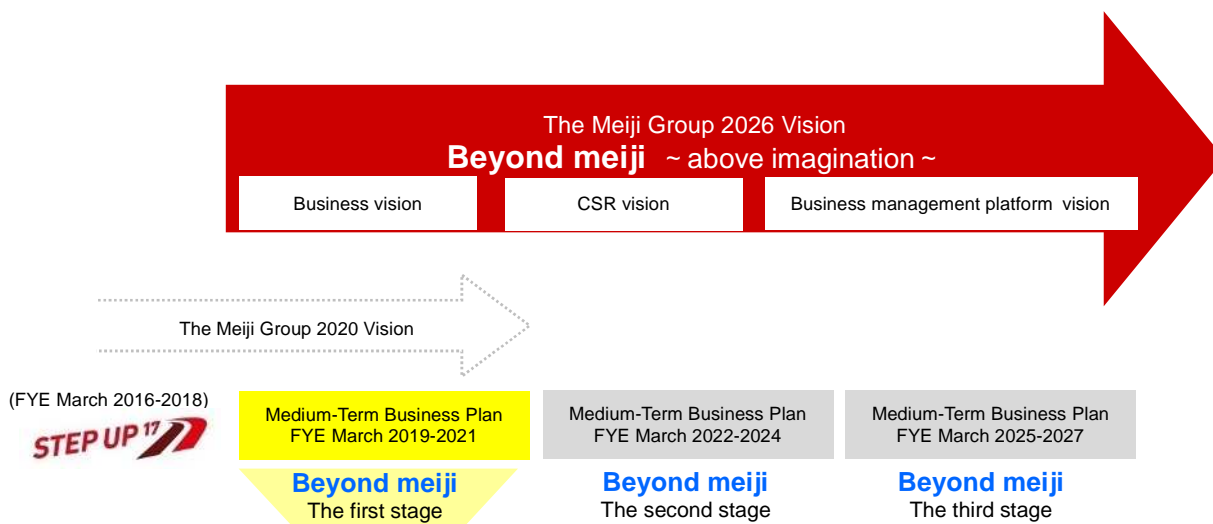 The Meiji Group 2026 Vision
Beyond meiji ~ above imagination ~
Business vision
CSR vision
Business management platform vision
The Meiji Group 2020 Vision
(FYE March 2016-2018)
STEP UP 17
Medium-Term Business Plan
FYE March 2019-2021
Beyond meiji
The first stage
Medium-Term Business Plan
FYE March 2022-2024
Beyond meiji
The second stage
Medium-Term Business Plan
FYE March 2025-2027
Beyond meiji
The third stage